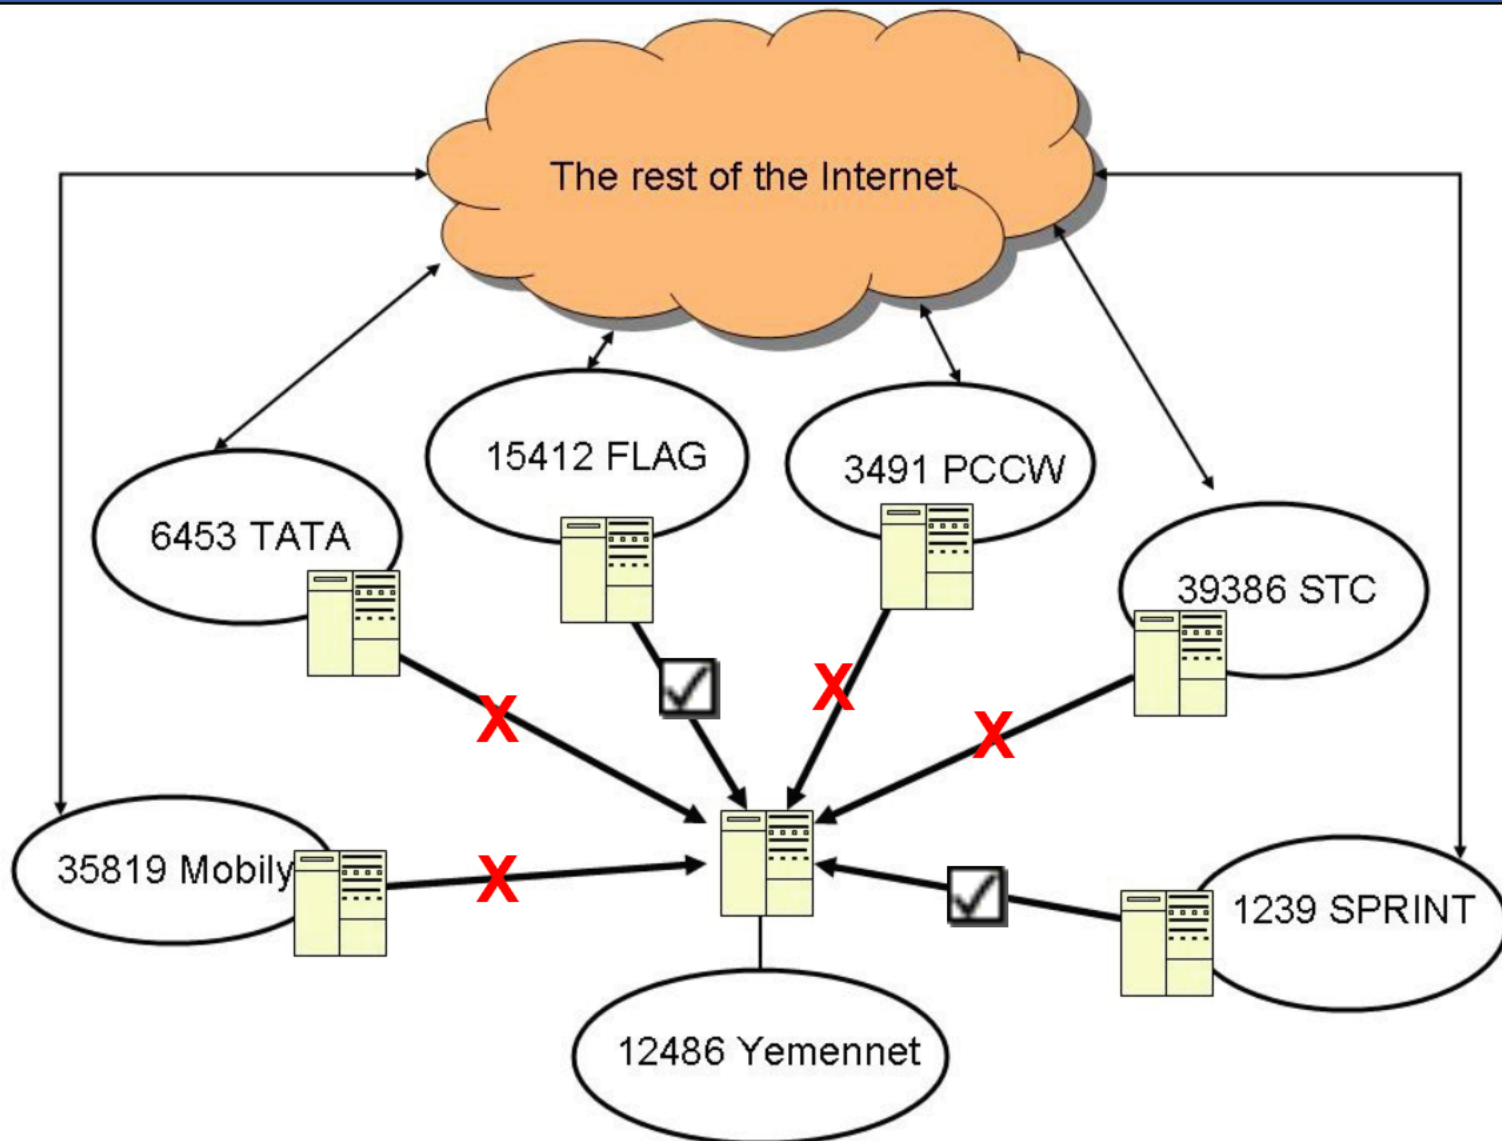 The rest of the Internet
15412 FLAG
3491 PCCW
6453 TATA
39386 STC
X
X
X
35819 Mobily
X
1239 SPRINT
12486 Yemennet